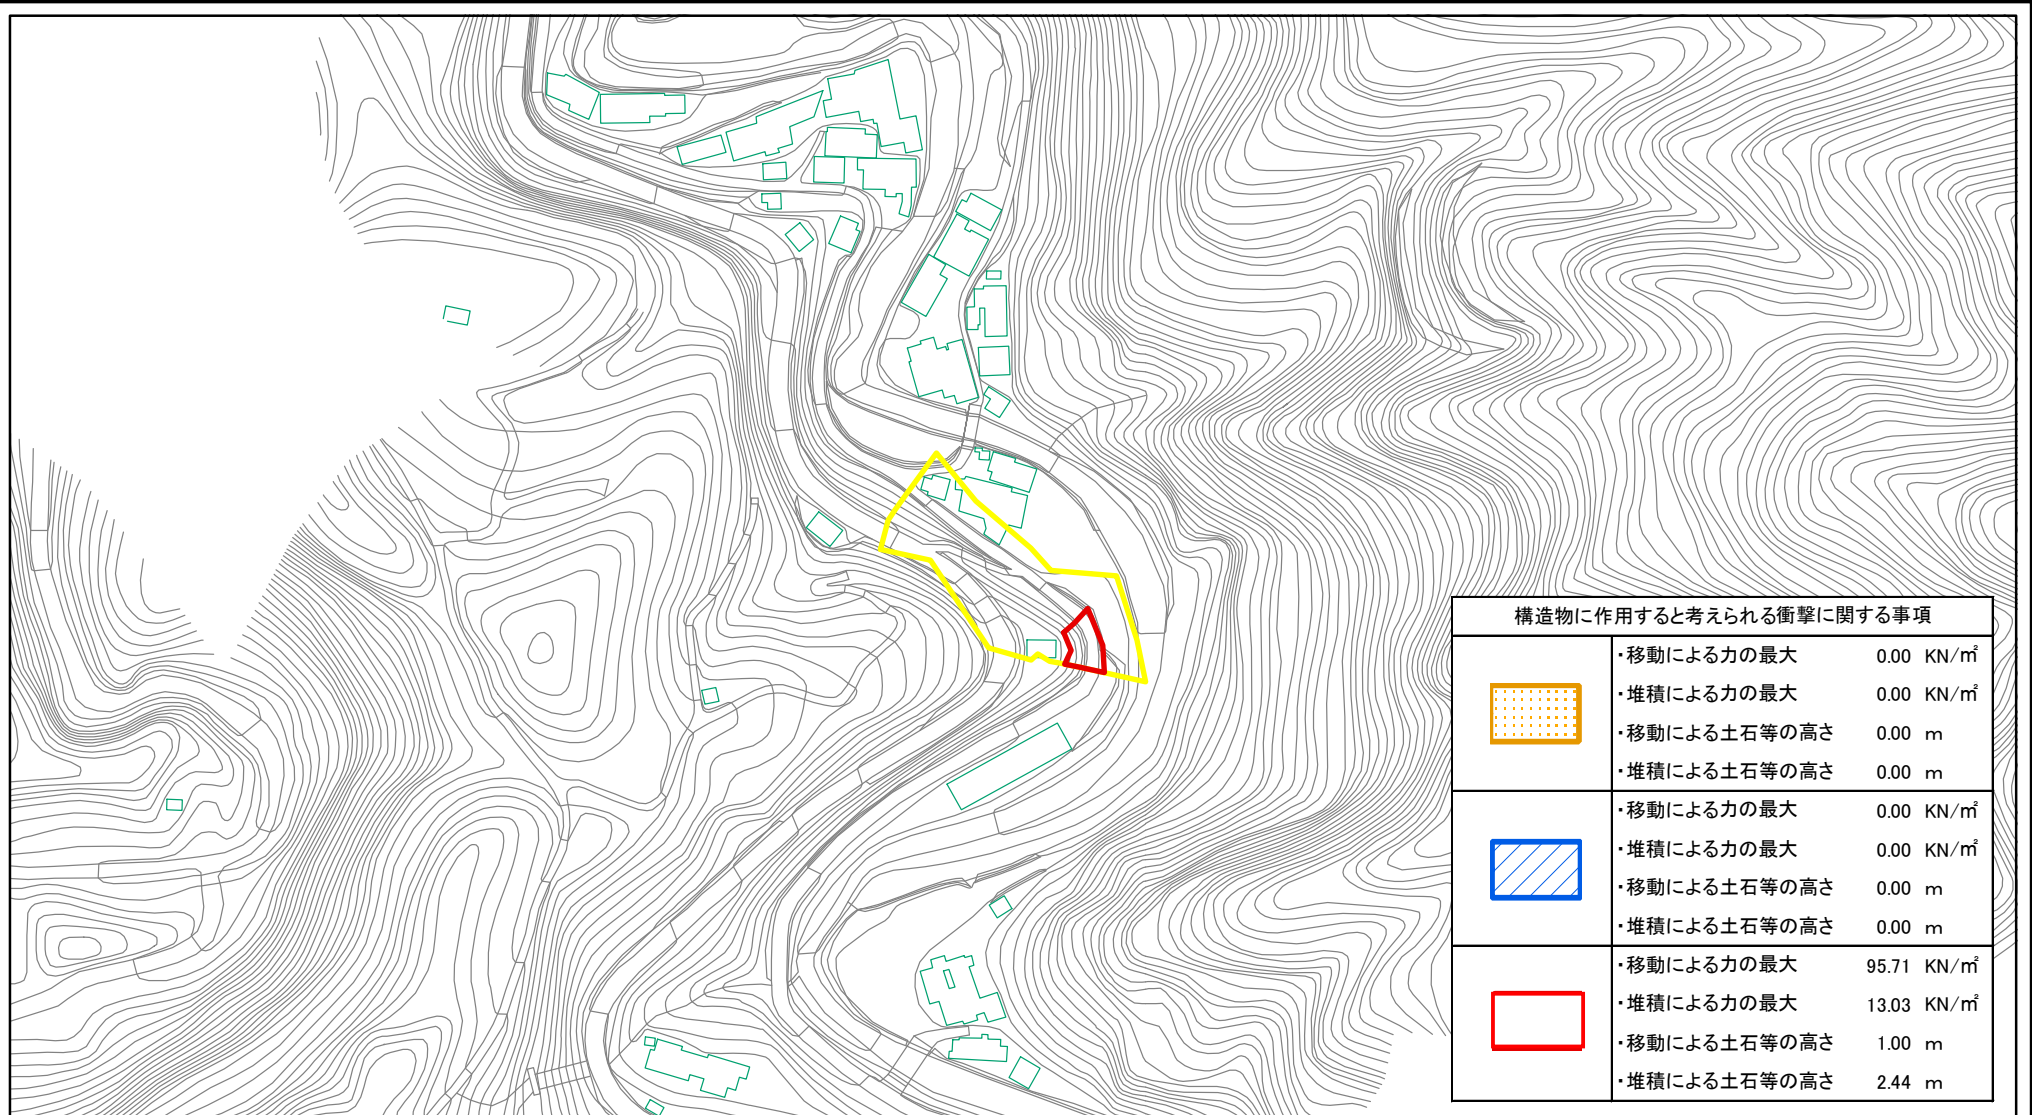 構造物に作用すると考えられる衝撃に関する事項
・移動による力の最大 0.00 KN/㎡
・堆積による力の最大 0.00 KN/㎡
・移動による土石等の高さ 0.00 m
・堆積による土石等の高さ 0.00 m
・移動による力の最大 0.00 KN/㎡
・堆積による力の最大 0.00 KN/㎡
・移動による土石等の高さ 0.00 m
・堆積による土石等の高さ 0.00 m
・移動による力の最大 95.71 KN/㎡
・堆積による力の最大 13.03 KN/㎡
・移動による土石等の高さ 1.00 m
・堆積による土石等の高さ 2.44 m